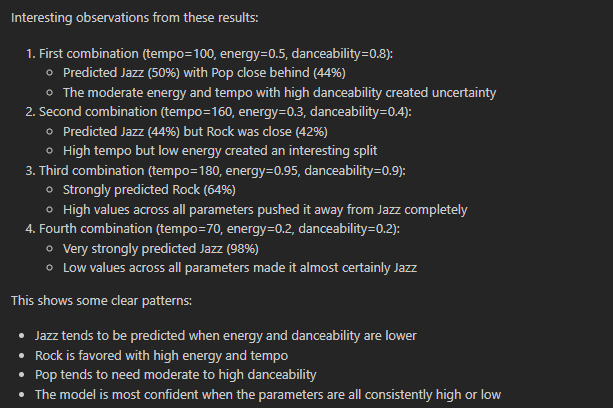 Interesting observations from these results:
1. First combination (tempo=100, energy=0.5, danceability=0.8):
Predicted Jazz (50%) with Pop close behind (44%)
The moderate energy and tempo with high danceability created uncertainty
2. Second combination (tempo=160, energy=0.3, danceability=0.4):
Predicted Jazz (44%) but Rock was close (42%)
High tempo but low energy created an interesting split
3. Third combination (tempo=180, energy=0.95, danceability=0.9):
Strongly predicted Rock (64%)
High values across all parameters pushed it away from Jazz completely
4. Fourth combination (tempo=70, energy=0.2, danceability=0.2):
Very strongly predicted Jazz (98%)
Low values across all parameters made it almost certainly Jazz
This shows some clear patterns:
Jazz tends to be predicted when energy and danceability are lower
Rock is favored with high energy and tempo
Pop tends to need moderate to high danceability
The model is most confident when the parameters are all consistently high or low